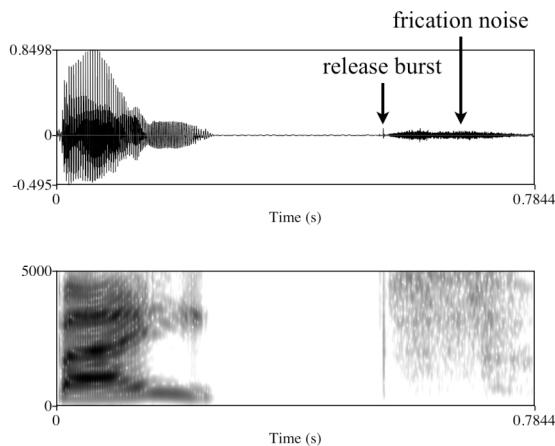 frication noise
release burst
0.8498
0
-0.495
0
0.7844
Time (s)
5000
0
0
0.7844
Time (s)